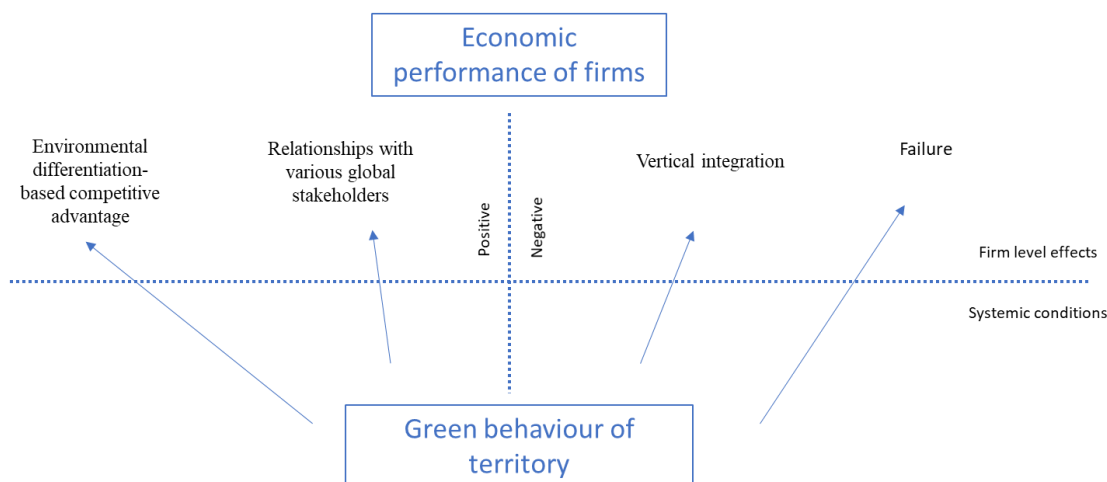 Economic
performance of firms
Environmental
differentiation-
based competitive
advantage
Relationships with
various global
stakeholders
Positive
Negative
Vertical integration
Failure
Firm level effects
Systemic conditions
Green behaviour of
territory